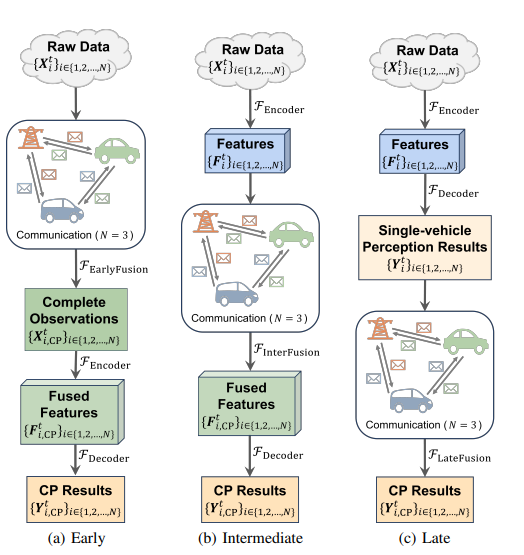 Raw Data
{X_i^t}_{i∈{1,2,...,N}}
Communication (N = 3)
ℱ_EarlyFusion
Complete
Observations
{X_{i,CP}^t}_{i∈{1,2,...,N}}
ℱ_Encoder
Fused
Features
{F_{i,CP}^t}_{i∈{1,2,...,N}}
ℱ_Decoder
CP Results
{Y_{i,CP}^t}_{i∈{1,2,...,N}}
(a) Early
Raw Data
{X_i^t}_{i∈{1,2,...,N}}
ℱ_Encoder
Features
{F_i^t}_{i∈{1,2,...,N}}
Communication (N = 3)
ℱ_InterFusion
Fused
Features
{F_{i,CP}^t}_{i∈{1,2,...,N}}
ℱ_Decoder
CP Results
{Y_{i,CP}^t}_{i∈{1,2,...,N}}
(b) Intermediate
Raw Data
{X_i^t}_{i∈{1,2,...,N}}
ℱ_Encoder
Features
{F_i^t}_{i∈{1,2,...,N}}
ℱ_Decoder
Single-vehicle
Perception Results
{Y_i^t}_{i∈{1,2,...,N}}
Communication (N = 3)
ℱ_LateFusion
CP Results
{Y_{i,CP}^t}_{i∈{1,2,...,N}}
(c) Late